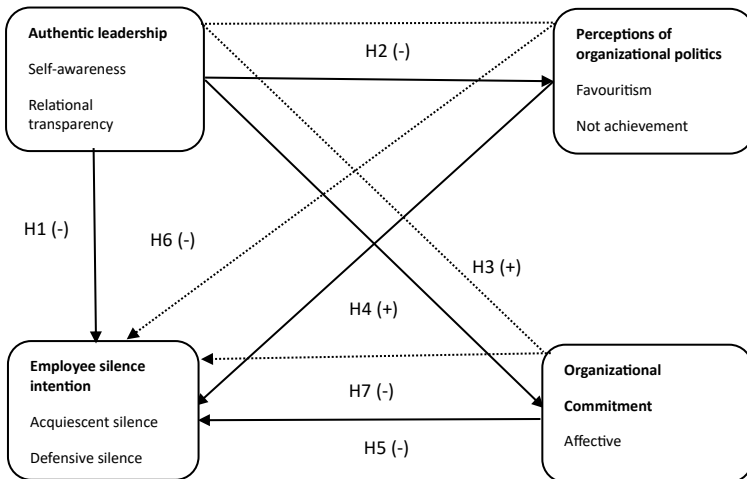 Authentic leadership
Self-awareness
Relational
transparency
H2 (-)
Perceptions of
organizational politics
Favouritism
Not achievement
H1 (-)
H6 (-)
H3 (+)
H4 (+)
Employee silence
intention
Acquiescent silence
Defensive silence
H7 (-)
H5 (-)
Organizational
Commitment
Affective